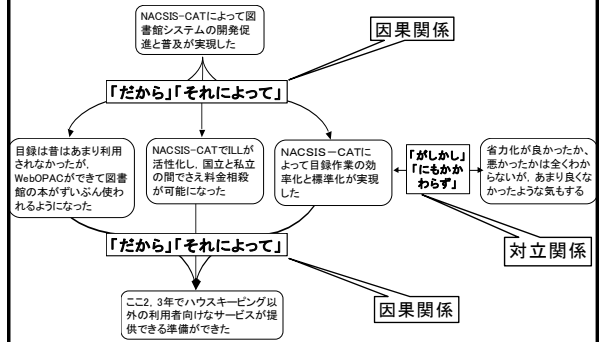 NACSIS-CATによって図
書館システムの開発促
進と普及が実現した
因果関係
「だから」「それによって」
目録は昔はあまり利用
されなかったが，
WebOPACができて図書
館の本がずいぶん使わ
れるようになった
NACSIS-CATでILLが
活性化し，国立と私立
の間でさえ料金相殺
が可能になった
NACSIS－CATに
よって目録作業の効
率化と標準化が実現
した
「がしかし」
「にもかか
わらず」
省力化が良かったか、
悪かったかは全くわか
らないが、あまり良くな
かったような気もする
「だから」「それによって」
対立関係
ここ2，3年でハウスキーピング以
外の利用者向けなサービスが提
供できる準備ができた
因果関係